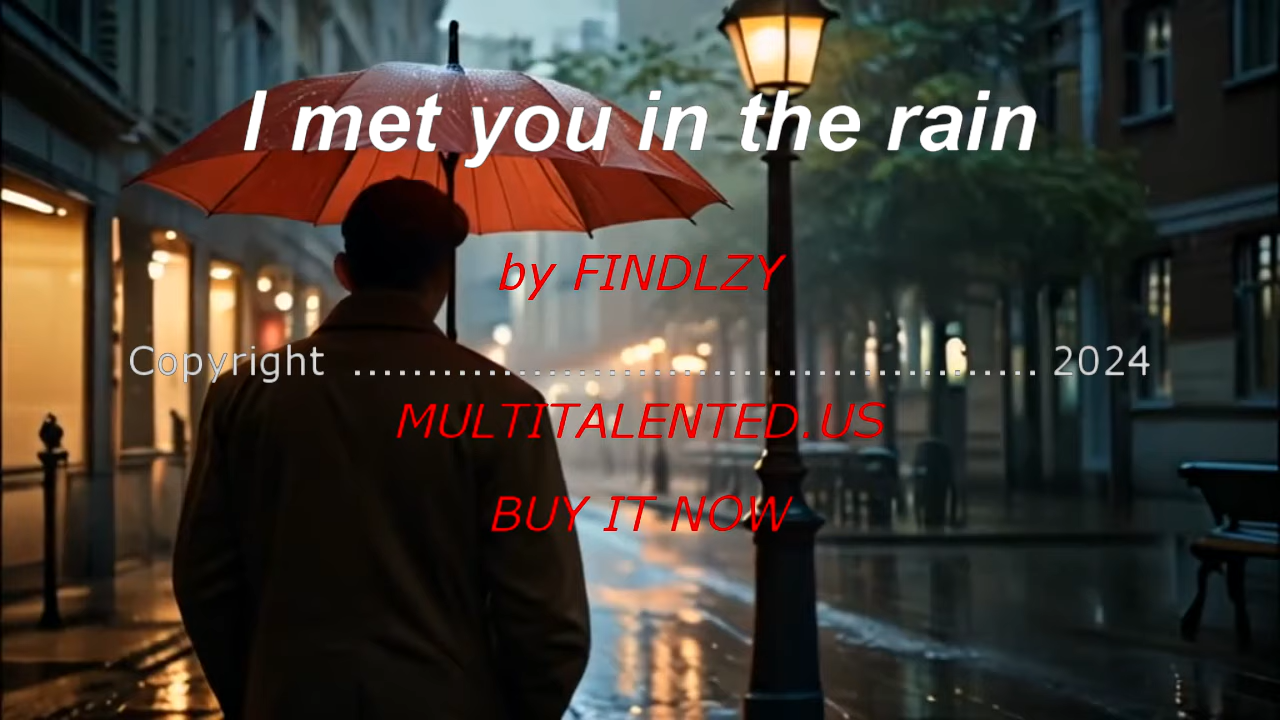 I met you in the rain
by FINDLZY
Copyright ............................................. 2024
MULTITALENTED.US
BUY IT NOW